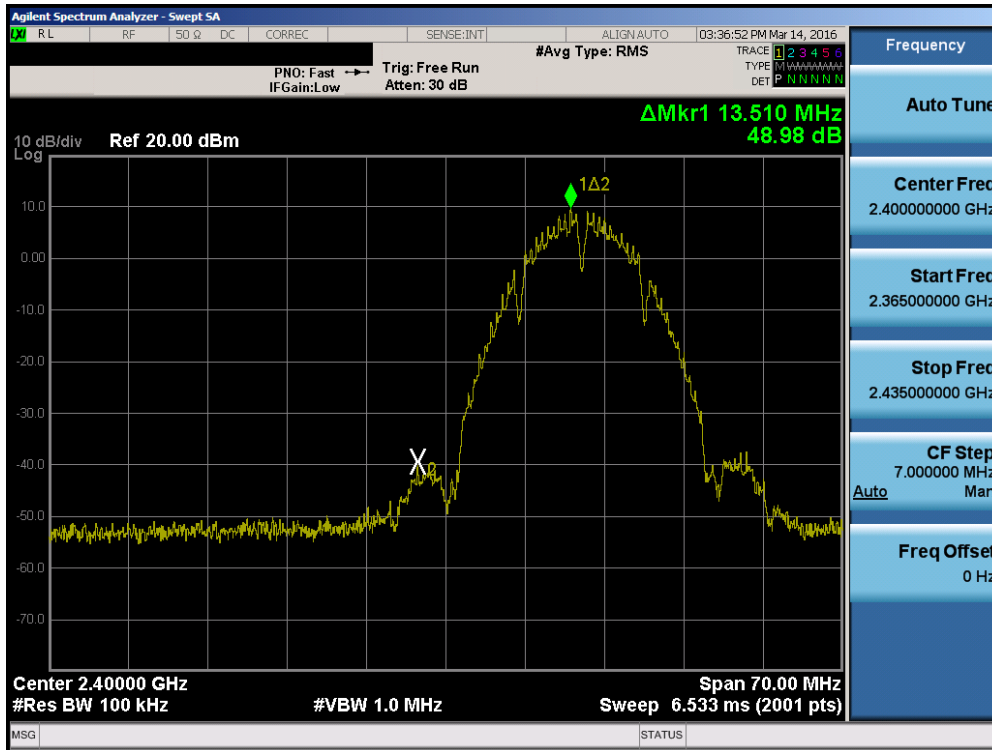 Agilent Spectrum Analyzer - Swept SA
LXI RL RF 50 Ω DC CORREC SENSE:INT ALIGN AUTO 03:36:52 PM Mar 14, 2016
#Avg Type: RMS TRACE 1 2 3 4 5 6
PNO: Fast Trig: Free Run TYPE M W W W W W
IFGain:Low Atten: 30 dB DET P N N N N N
ΔMkr1 13.510 MHz
48.98 dB
10 dB/div Ref 20.00 dBm
Log
1Δ2
10.0
0.00
-10.0
-20.0
-30.0
-40.0
X2
-50.0
-60.0
-70.0
Center 2.40000 GHz Span 70.00 MHz
#Res BW 100 kHz #VBW 1.0 MHz Sweep 6.533 ms (2001 pts)
MSG STATUS
Frequency
Auto Tune
Center Freq
2.400000000 GHz
Start Freq
2.365000000 GHz
Stop Freq
2.435000000 GHz
CF Step
7.000000 MHz
Auto Man
Freq Offset
0 Hz